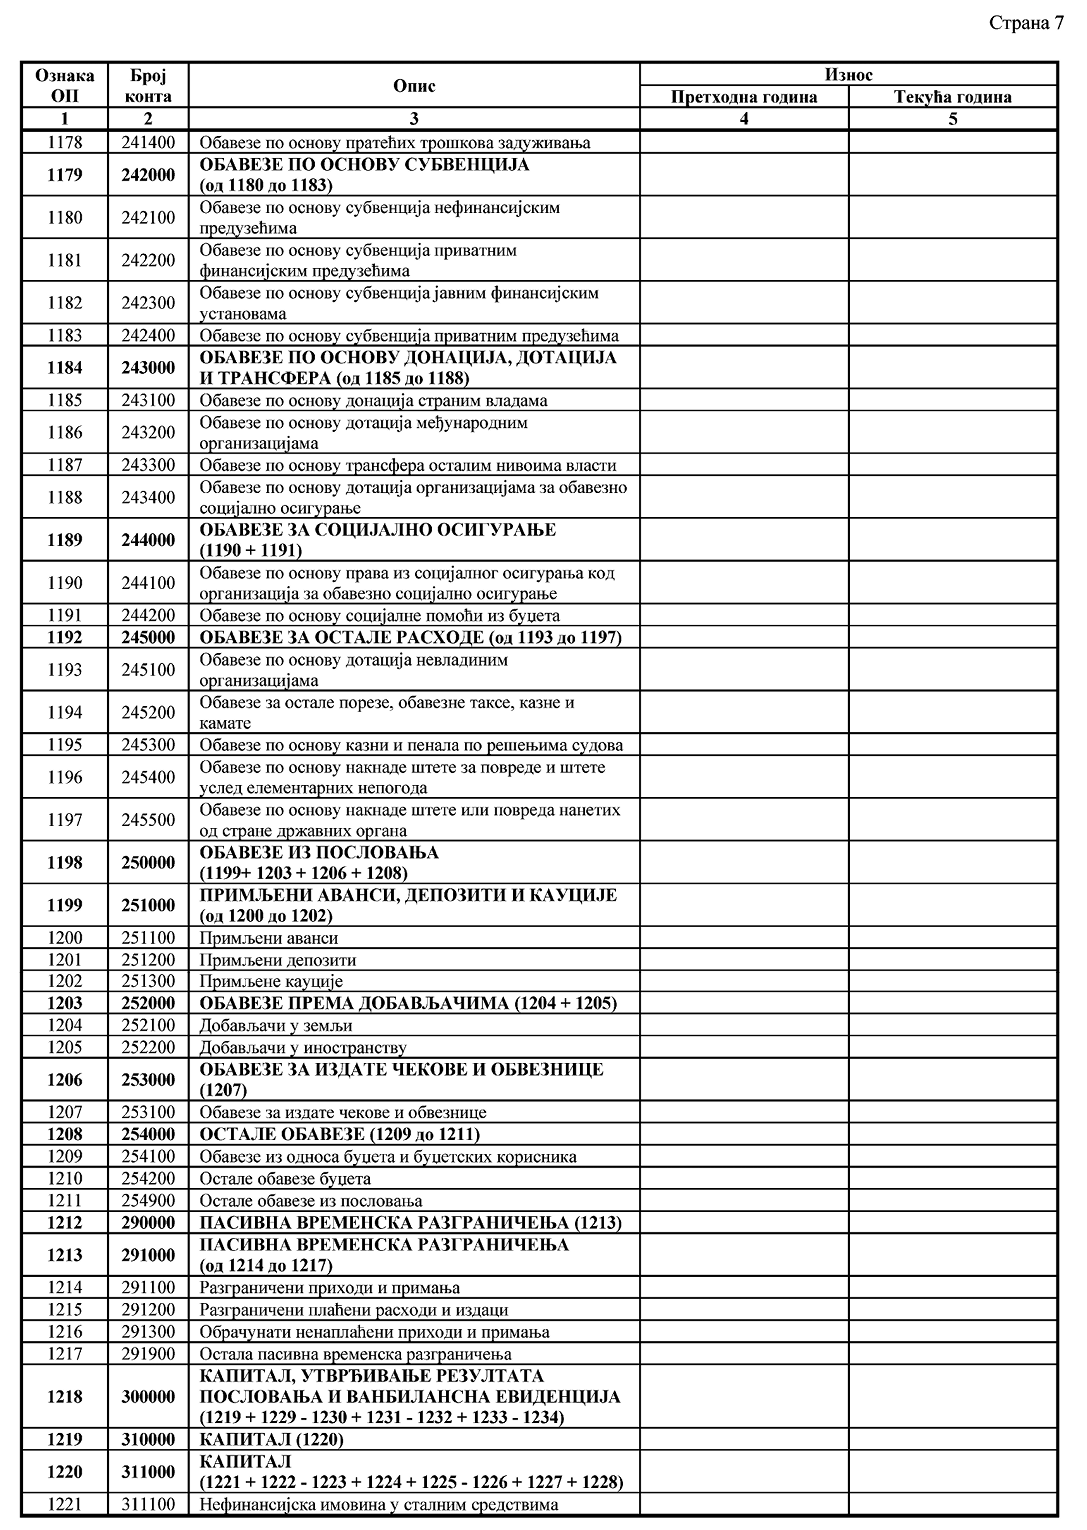 Страна 7
Ознака ОП Број конта Опис Износ
Претходна година Текућа година
1 2 3 4 5
1178 241400 Обавезе по основу пратећих трошкова задуживања
1179 242000 ОБАВЕЗЕ ПО ОСНОВУ СУБВЕНЦИЈА
(од 1180 до 1183)
1180 242100 Обавезе по основу субвенција нефинансијским
предузећима
1181 242200 Обавезе по основу субвенција приватним
финансијским предузећима
1182 242300 Обавезе по основу субвенција јавним финансијским
установама
1183 242400 Обавезе по основу субвенција приватним предузећима
1184 243000 ОБАВЕЗЕ ПО ОСНОВУ ДОНАЦИЈА, ДОТАЦИЈА
И ТРАНСФЕРА (од 1185 до 1188)
1185 243100 Обавезе по основу донација страним владама
1186 243200 Обавезе по основу дотација међународним
организацијама
1187 243300 Обавезе по основу трансфера осталим нивоима власти
1188 243400 Обавезе по основу дотација организацијама за обавезно
социјално осигурање
1189 244000 ОБАВЕЗЕ ЗА СОЦИЈАЛНО ОСИГУРАЊЕ
(1190 + 1191)
1190 244100 Обавезе по основу права из социјалног осигурања код
организација за обавезно социјално осигурање
1191 244200 Обавезе по основу социјалне помоћи из буџета
1192 245000 ОБАВЕЗЕ ЗА ОСТАЛЕ РАСХОДЕ (од 1193 до 1197)
1193 245100 Обавезе по основу дотација невладиним
организацијама
1194 245200 Обавезе за остале порезе, обавезне таксе, казне и
камате
1195 245300 Обавезе по основу казни и пенала по решењима судова
1196 245400 Обавезе по основу накнаде штете за повреде и штете
услед елементарних непогода
1197 245500 Обавезе по основу накнаде штете или повреда нанетих
од стране државних органа
1198 250000 ОБАВЕЗЕ ИЗ ПОСЛОВАЊА
(1199+ 1203 + 1206 + 1208)
1199 251000 ПРИМЉЕНИ АВАНСИ, ДЕПОЗИТИ И КАУЦИЈЕ
(од 1200 до 1202)
1200 251100 Примљени аванси
1201 251200 Примљени депозити
1202 251300 Примљене кауције
1203 252000 ОБАВЕЗЕ ПРЕМА ДОБАВЉАЧИМА (1204 + 1205)
1204 252100 Добављачи у земљи
1205 252200 Добављачи у иностранству
1206 253000 ОБАВЕЗЕ ЗА ИЗДАТЕ ЧЕКОВЕ И ОБВЕЗНИЦЕ
(1207)
1207 253100 Обавезе за издате чекове и обвезнице
1208 254000 ОСТАЛЕ ОБАВЕЗЕ (1209 до 1211)
1209 254100 Обавезе из односа буџета и буџетских корисника
1210 254200 Остале обавезе буџета
1211 254900 Остале обавезе из пословања
1212 290000 ПАСИВНА ВРЕМЕНСКА РАЗГРАНИЧЕЊА (1213)
1213 291000 ПАСИВНА ВРЕМЕНСКА РАЗГРАНИЧЕЊА
(од 1214 до 1217)
1214 291100 Разграничени приходи и примања
1215 291200 Разграничени плаћени расходи и издаци
1216 291300 Обрачунати ненаплаћени приходи и примања
1217 291900 Остала пасивна временска разграничења
1218 300000 КАПИТАЛ, УТВРЂИВАЊЕ РЕЗУЛТАТА
ПОСЛОВАЊА И ВАНБИЛАНСНА ЕВИДЕНЦИЈА
(1219 + 1229 - 1230 + 1231 - 1232 + 1233 - 1234)
1219 310000 КАПИТАЛ (1220)
1220 311000 КАПИТАЛ
(1221 + 1222 - 1223 + 1224 + 1225 - 1226 + 1227 + 1228)
1221 311100 Нефинансијска имовина у сталним средствима